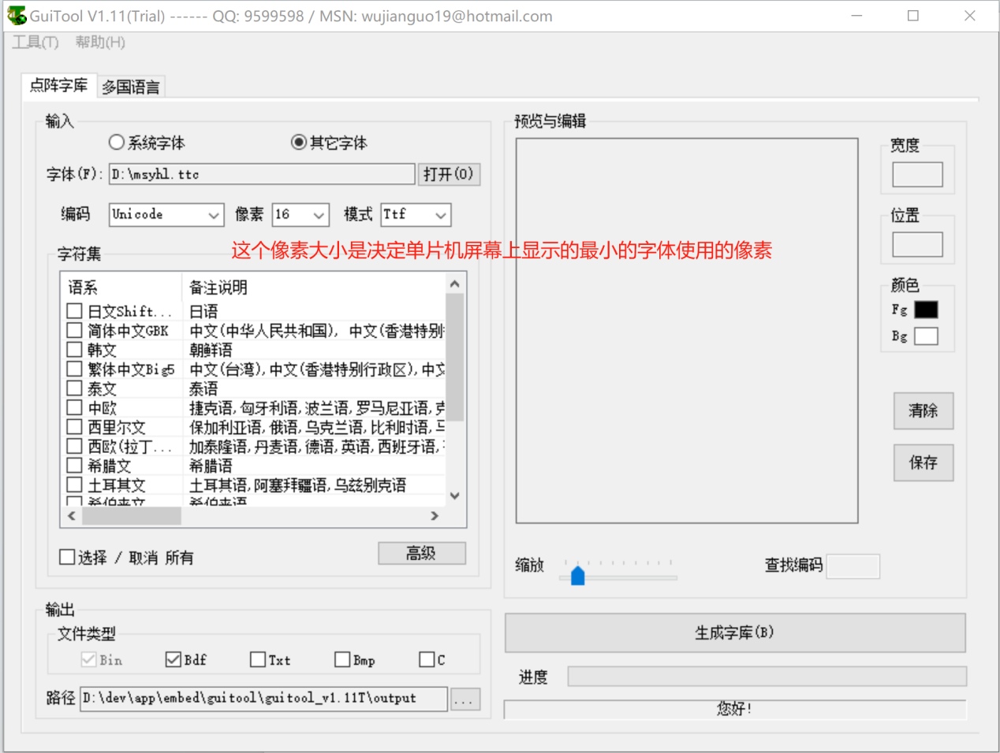 GuiTool V1.11(Trial) ------ QQ: 9599598 / MSN: wujianguo19@hotmail.com
工具(T) 帮助(H)
点阵字库 多国语言
输入
系统字体 其它字体
字体(F): D:\msyhl.ttc 打开(O)
编码 Unicode 像素 16 模式 Ttf
这个像素大小是决定单片机屏幕上显示的最小的字体使用的像素
字符集
语系 备注说明
日文Shift... 日语
简体中文GBK 中文(中华人民共和国), 中文(香港特别
韩文 朝鲜语
繁体中文Big5 中文(台湾),中文(香港特别行政区),中文
泰文 泰语
中欧 捷克语,匈牙利语,波兰语,罗马尼亚语,克
西里尔文 保加利亚语,俄语,乌克兰语,比利时语,马
西欧(拉丁... 加泰隆语,丹麦语,德语,英语,西班牙语,
希腊文 希腊语
土耳其文 土耳其语,阿塞拜疆语,乌兹别克语
希伯来文 希伯来语
选择 / 取消 所有 高级
输出
文件类型
Bin Bdf Txt Bmp C
路径 D:\dev\app\embed\guitool\guitool_v1.11T\output ...
预览与编辑
宽度
位置
颜色
Fg
Bg
清除
保存
缩放 查找编码
生成字库(B)
进度
您好!